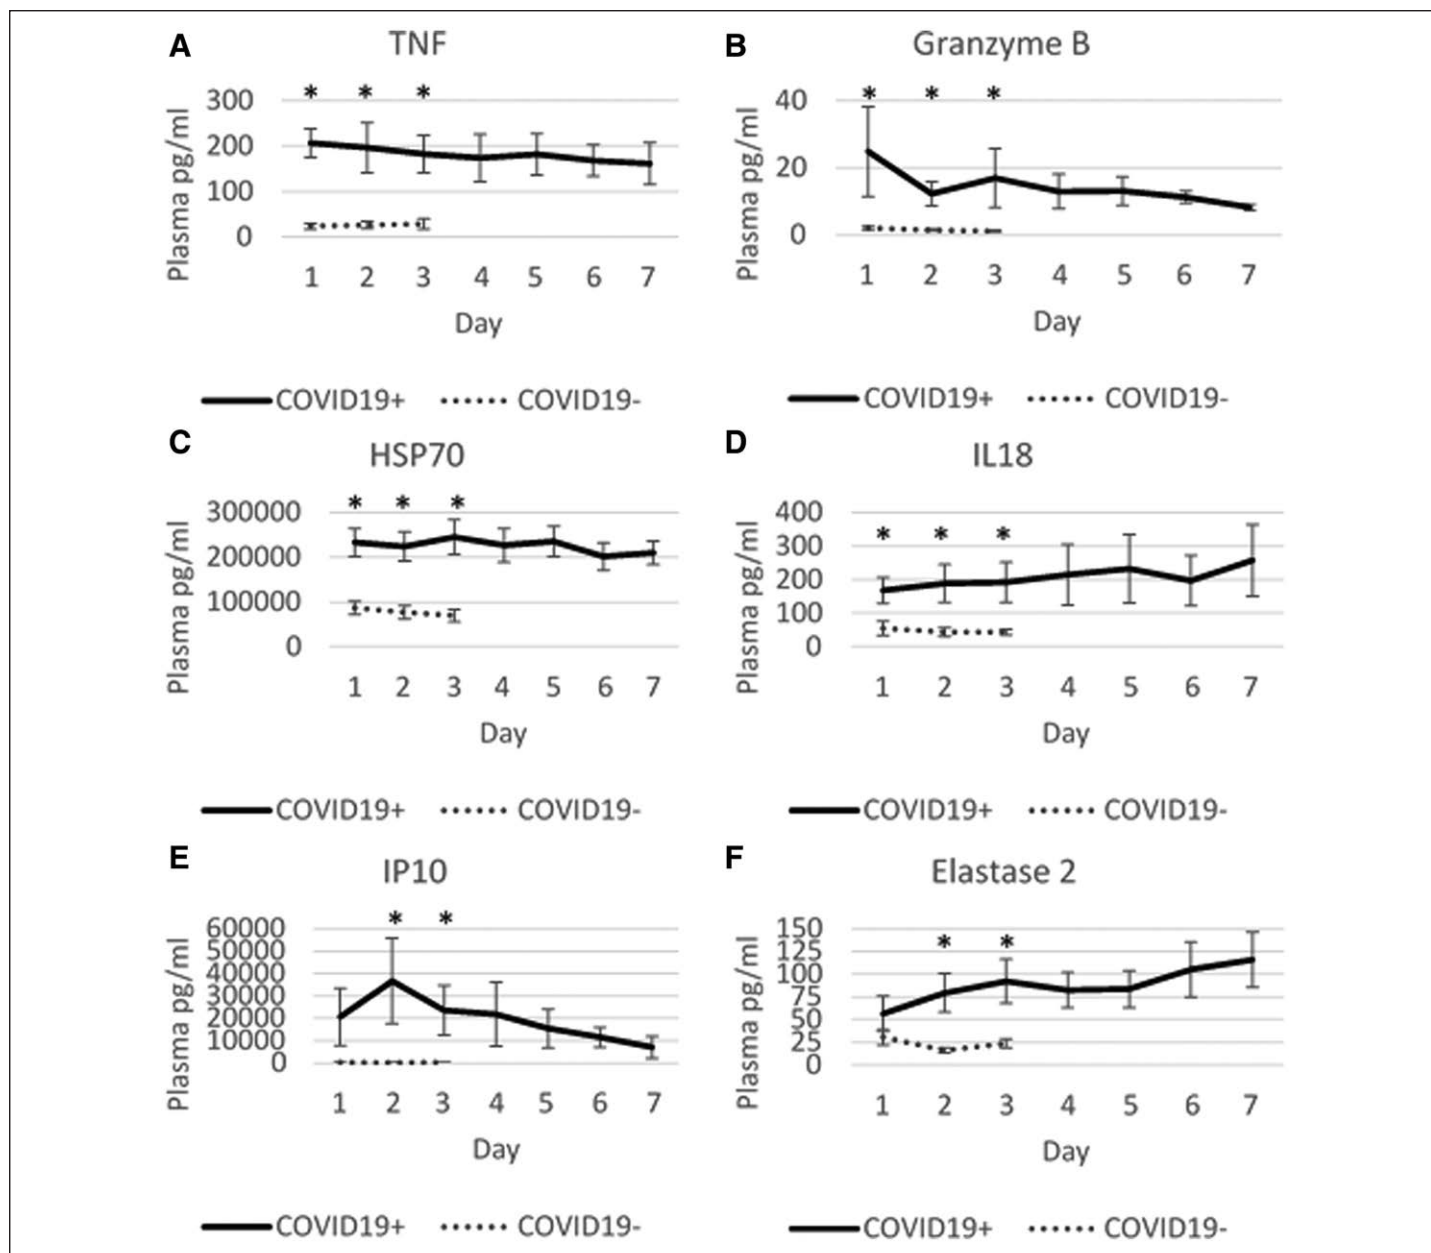 A TNF
* * *
300
200
100
0
Plasma pg/ml
1 2 3 4 5 6 7
Day
COVID19+ COVID19-
B Granzyme B
* * *
40
20
0
Plasma pg/ml
1 2 3 4 5 6 7
Day
COVID19+ COVID19-
C HSP70
* * *
300000
200000
100000
0
Plasma pg/ml
1 2 3 4 5 6 7
Day
COVID19+ COVID19-
D IL18
* * *
400
300
200
100
0
Plasma pg/ml
1 2 3 4 5 6 7
Day
COVID19+ COVID19-
E IP10
* *
60000
50000
40000
30000
20000
10000
0
Plasma pg/ml
1 2 3 4 5 6 7
Day
COVID19+ COVID19-
F Elastase 2
* *
150
125
100
75
50
25
0
Plasma pg/ml
1 2 3 4 5 6 7
Day
COVID19+ COVID19-